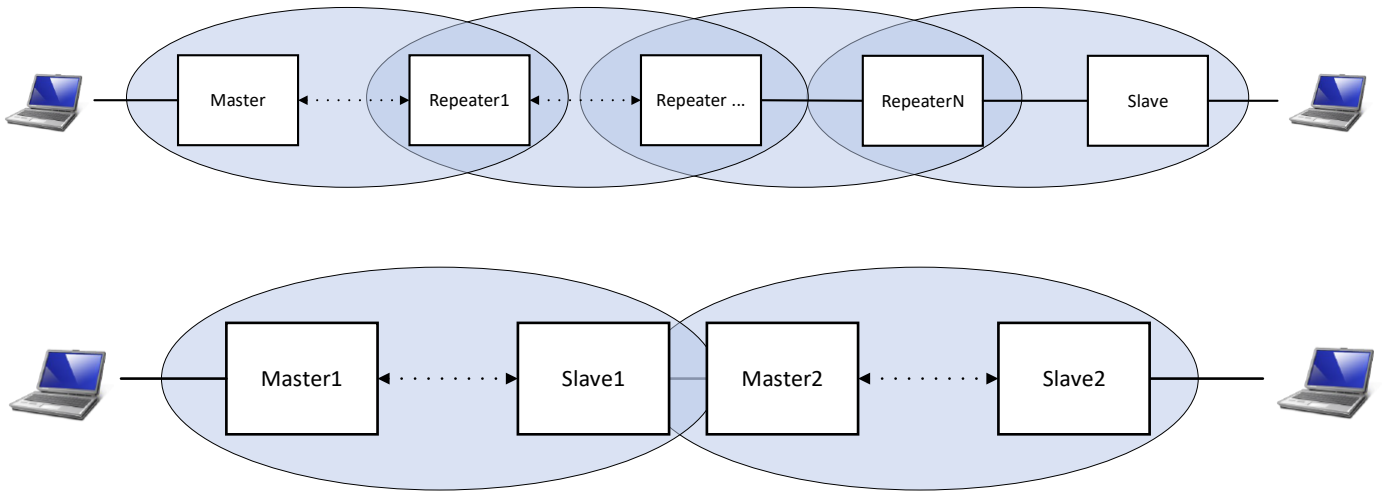 Master
Repeater1
Repeater ...
RepeaterN
Slave
Master1
Slave1
Master2
Slave2